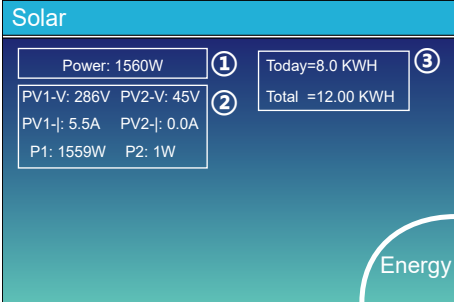 Solar
Power: 1560W
①
PV1-V: 286V PV2-V: 45V
PV1-|: 5.5A PV2-|: 0.0A
P1: 1559W P2: 1W
②
Today=8.0 KWH
Total =12.00 KWH
③
Energy